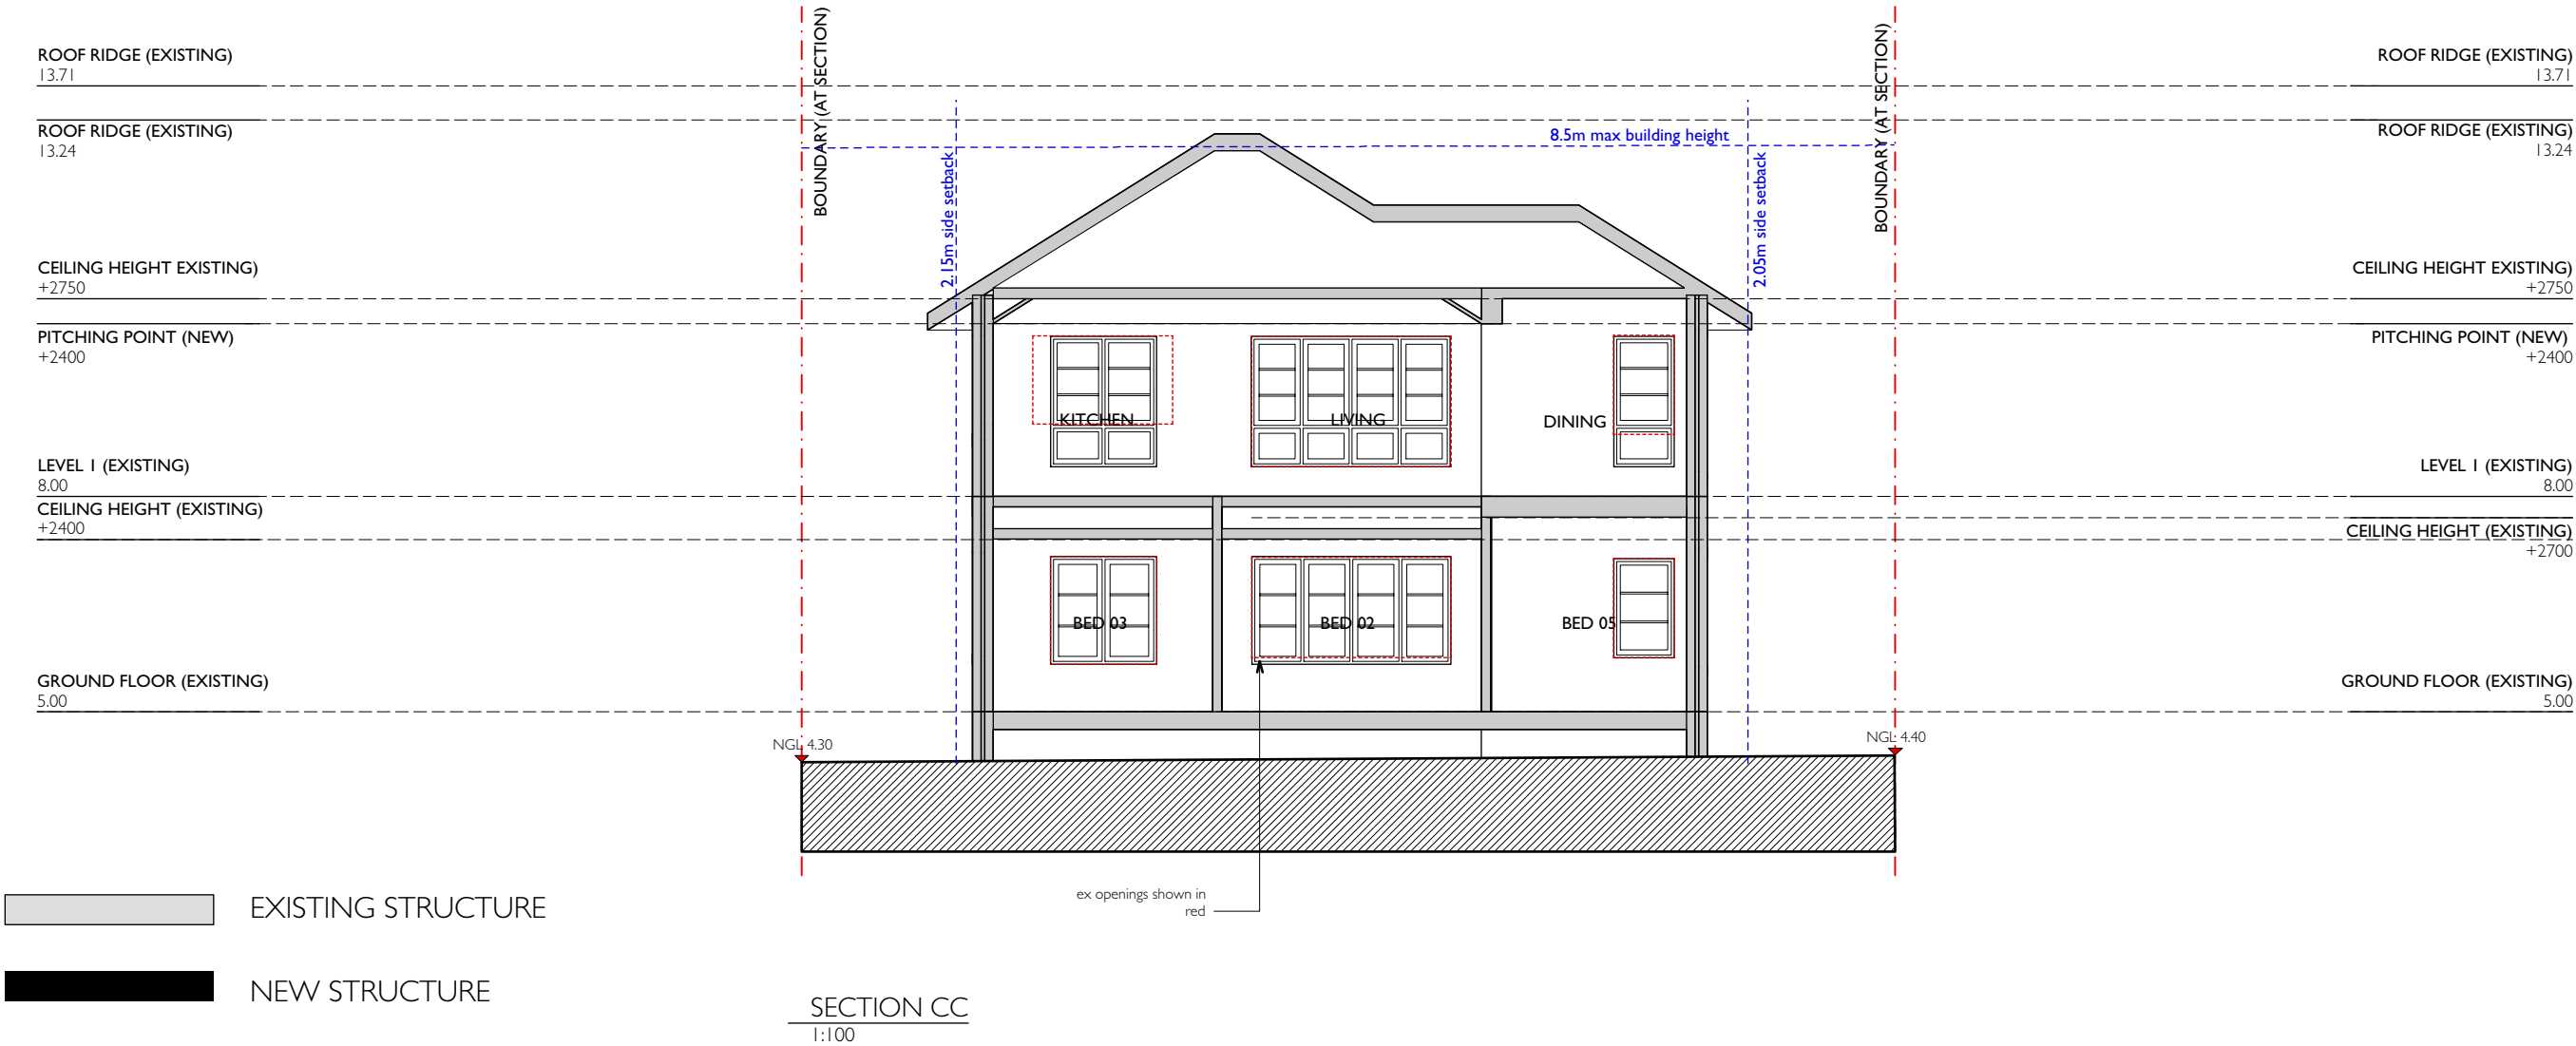 ROOF RIDGE (EXISTING)
13.71
ROOF RIDGE (EXISTING)
13.24
CEILING HEIGHT EXISTING)
+2750
PITCHING POINT (NEW)
+2400
LEVEL 1 (EXISTING)
8.00
CEILING HEIGHT (EXISTING)
+2400
GROUND FLOOR (EXISTING)
5.00
BOUNDARY (AT SECTION)
2.15m side setback
8.5m max building height
2.05m side setback
BOUNDARY (AT SECTION)
KITCHEN
LIVING
DINING
BED 03
BED 02
BED 05
NGL 4.30
NGL 4.40
ex openings shown in
red
ROOF RIDGE (EXISTING)
13.71
ROOF RIDGE (EXISTING)
13.24
CEILING HEIGHT EXISTING)
+2750
PITCHING POINT (NEW)
+2400
LEVEL 1 (EXISTING)
8.00
CEILING HEIGHT (EXISTING)
+2700
GROUND FLOOR (EXISTING)
5.00
EXISTING STRUCTURE
NEW STRUCTURE
SECTION CC
1:100